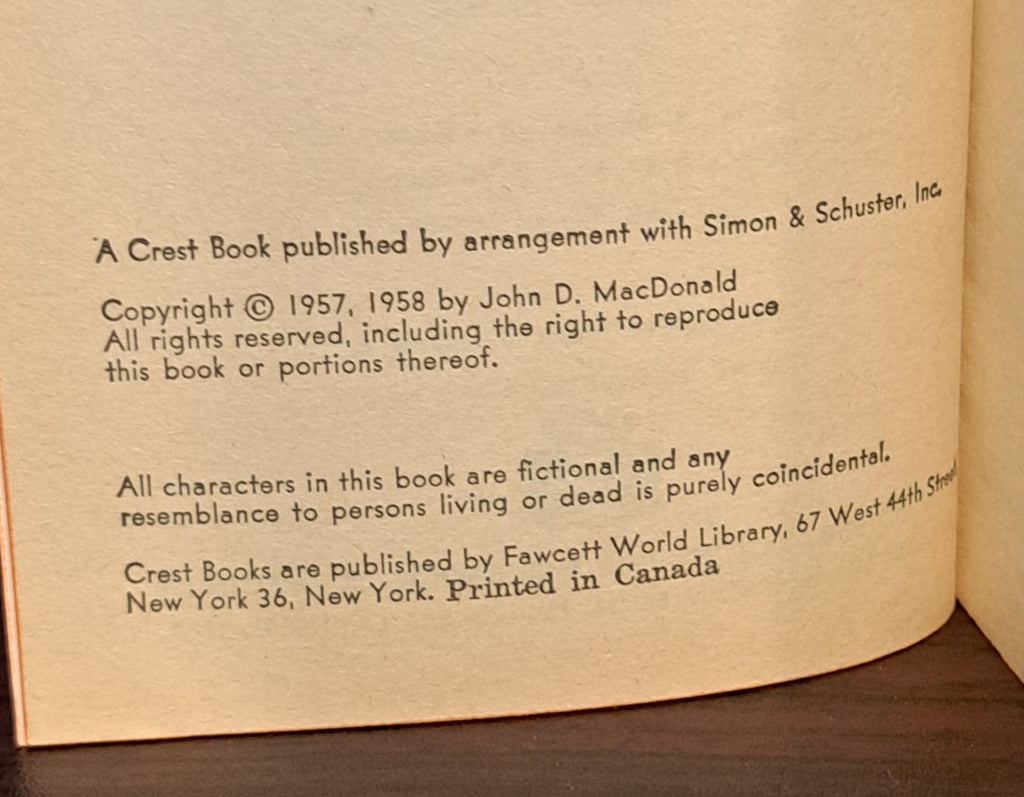 A Crest Book published by arrangement with Simon & Schuster, Inc.
Copyright © 1957, 1958 by John D. MacDonald
All rights reserved, including the right to reproduce
this book or portions thereof.
All characters in this book are fictional and any
resemblance to persons living or dead is purely coincidental.
Crest Books are published by Fawcett World Library, 67 West 44th Street
New York 36, New York. Printed in Canada